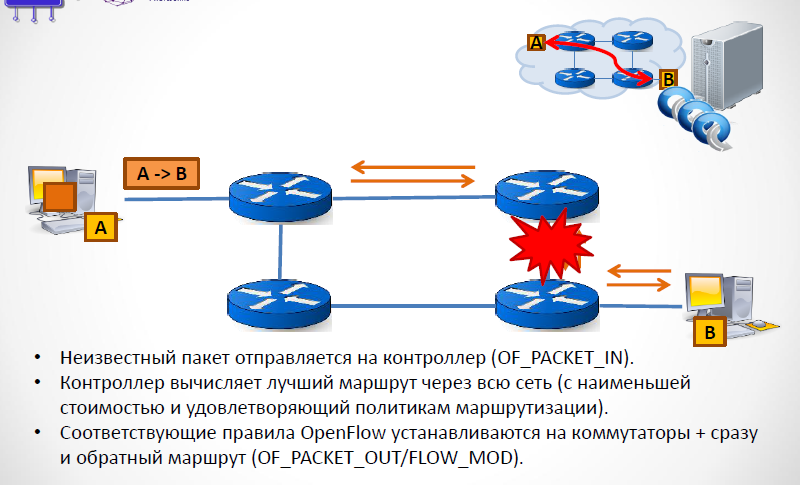 A
B
A -> B
A
B
• Неизвестный пакет отправляется на контроллер (OF_PACKET_IN).
• Контроллер вычисляет лучший маршрут через всю сеть (с наименьшей
стоимостью и удовлетворяющий политикам маршрутизации).
• Соответствующие правила OpenFlow устанавливаются на коммутаторы + сразу
и обратный маршрут (OF_PACKET_OUT/FLOW_MOD).